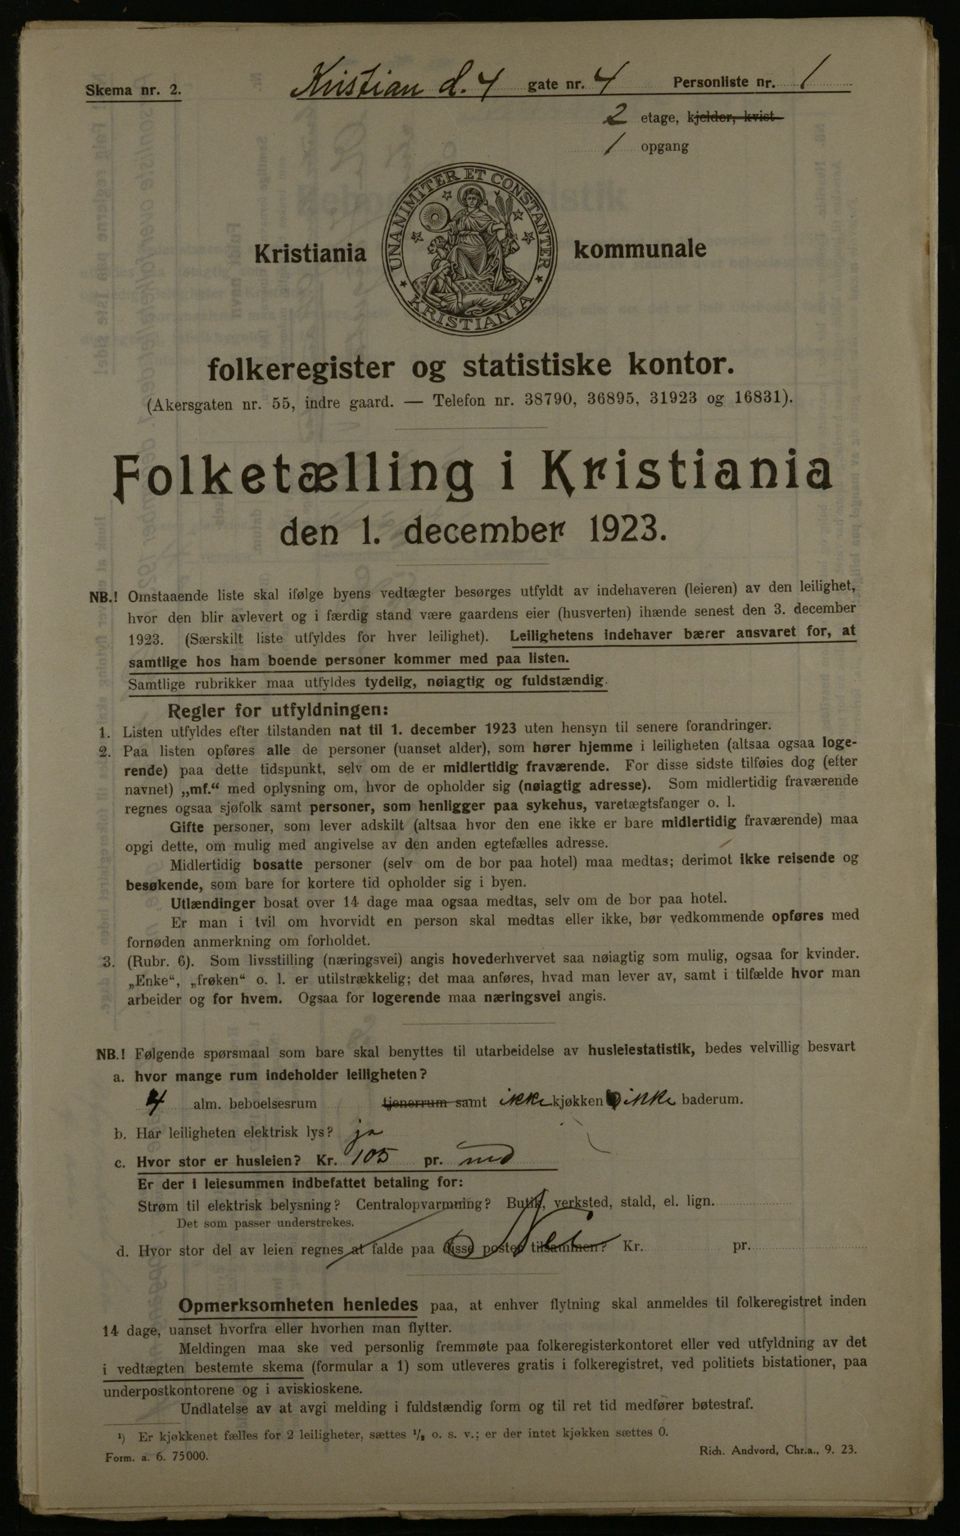 Skema nr. 2.
Kristian d. 4 gate nr. 4 Personliste nr. 1
2 etage, kjelder, kvist
1 opgang
UNANIMITER ET CONSTANTER
KRISTIANIA
Kristiania kommunale
folkeregister og statistiske kontor.
(Akersgaten nr. 55, indre gaard. — Telefon nr. 38790, 36895, 31923 og 16831).
Folketælling i Kristiania
den 1. december 1923.
NB.! Omstaaende liste skal ifølge byens vedtægter besørges utfyldt av indehaveren (leieren) av den leilighet,
hvor den blir avlevert og i færdig stand være gaardens eier (husverten) ihænde senest den 3. december
1923. (Særskilt liste utfyldes for hver leilighet). Leilighetens indehaver bærer ansvaret for, at
samtlige hos ham boende personer kommer med paa listen.
Samtlige rubrikker maa utfyldes tydelig, nøiagtig og fuldstændig.
Regler for utfyldningen:
1. Listen utfyldes efter tilstanden nat til 1. december 1923 uten hensyn til senere forandringer.
2. Paa listen opføres alle de personer (uanset alder), som hører hjemme i leiligheten (altsaa ogsaa loge-
rende) paa dette tidspunkt, selv om de er midlertidig fraværende. For disse sidste tilføies dog (efter
navnet) „mf.“ med oplysning om, hvor de opholder sig (nøiagtig adresse). Som midlertidig fraværende
regnes ogsaa sjøfolk samt personer, som henligger paa sykehus, varetægtsfanger o. l.
Gifte personer, som lever adskilt (altsaa hvor den ene ikke er bare midlertidig fraværende) maa
opgi dette, om mulig med angivelse av den anden egtefælles adresse.
Midlertidig bosatte personer (selv om de bor paa hotel) maa medtas; derimot ikke reisende og
besøkende, som bare for kortere tid opholder sig i byen.
Utlændinger bosat over 14 dage maa ogsaa medtas, selv om de bor paa hotel.
Er man i tvil om hvorvidt en person skal medtas eller ikke, bør vedkommende opføres med
fornøden anmerkning om forholdet.
3. (Rubr. 6). Som livsstilling (næringsvei) angis hovederhvervet saa nøiagtig som mulig, ogsaa for kvinder.
„Enke“, „frøken“ o. l. er utilstrækkelig; det maa anføres, hvad man lever av, samt i tilfælde hvor man
arbeider og for hvem. Ogsaa for logerende maa næringsvei angis.
NB.! Følgende spørsmaal som bare skal benyttes til utarbeidelse av husleiestatistik, bedes velvillig besvart
a. hvor mange rum indeholder leiligheten?
4 alm. beboelsesrum tjenerrum samt ikke kjøkken ikke baderum.
b. Har leiligheten elektrisk lys? ja
c. Hvor stor er husleien? Kr. 105 pr. md
Er der i leiesummen indbefattet betaling for:
Strøm til elektrisk belysning? Centralopvarmning? Butik, verksted, stald, el. lign.
Det som passer understrekes. Nei
d. Hvor stor del av leien regnes at falde paa disse poster tilsammen? Kr. pr.
Opmerksomheten henledes paa, at enhver flytning skal anmeldes til folkeregistret inden
14 dage, uanset hvorfra eller hvorhen man flytter.
Meldingen maa ske ved personlig fremmøte paa folkeregisterkontoret eller ved utfyldning av det
i vedtægten bestemte skema (formular a 1) som utleveres gratis i folkeregistret, ved politiets bistationer, paa
underpostkontorene og i aviskioskene.
Undlatelse av at avgi melding i fuldstændig form og til ret tid medfører bøtestraf.
¹) Er kjøkkenet fælles for 2 leiligheter, sættes ¹/₂ o. s. v.; er der intet kjøkken sættes 0.
Form. a. 6. 75000. Rich. Andvord, Chr.a., 9. 23.